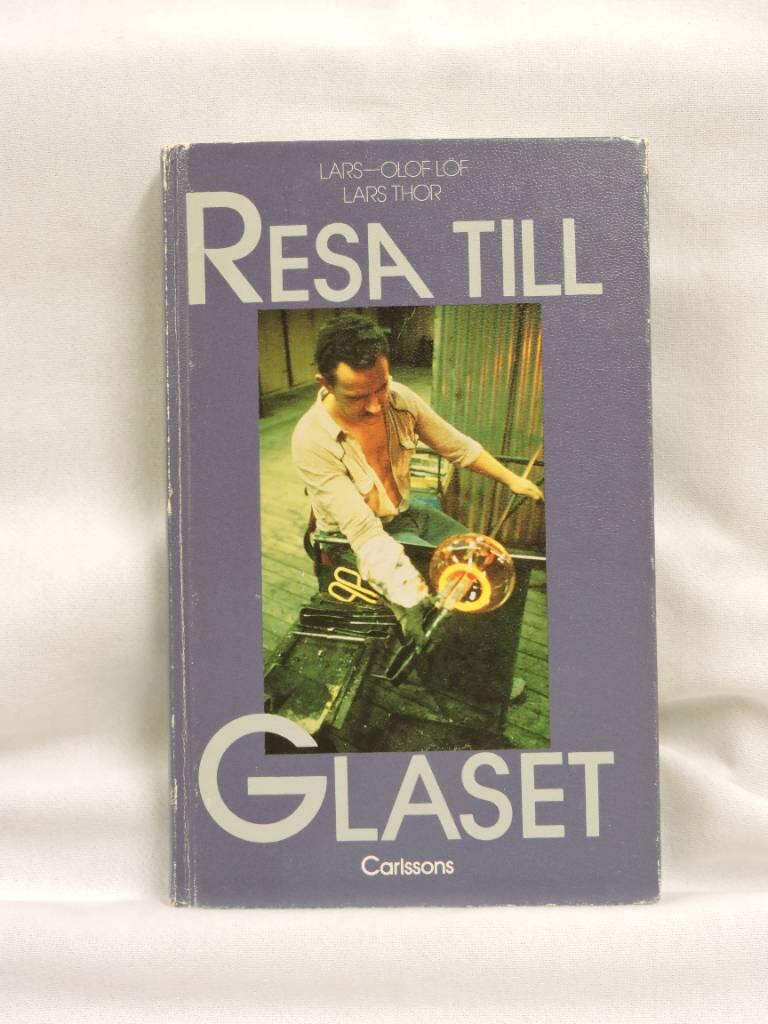 LARS—OLOF LÖF
LARS THOR
RESA TILL
GLASET
Carlssons